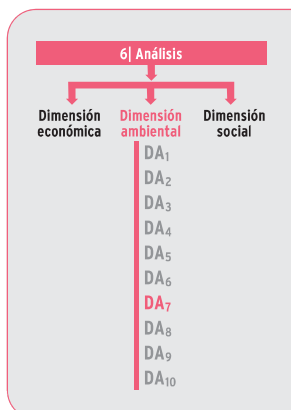 6| Análisis
Dimensión económica
Dimensión ambiental
Dimensión social
DA1
DA2
DA3
DA4
DA5
DA6
DA7
DA8
DA9
DA10